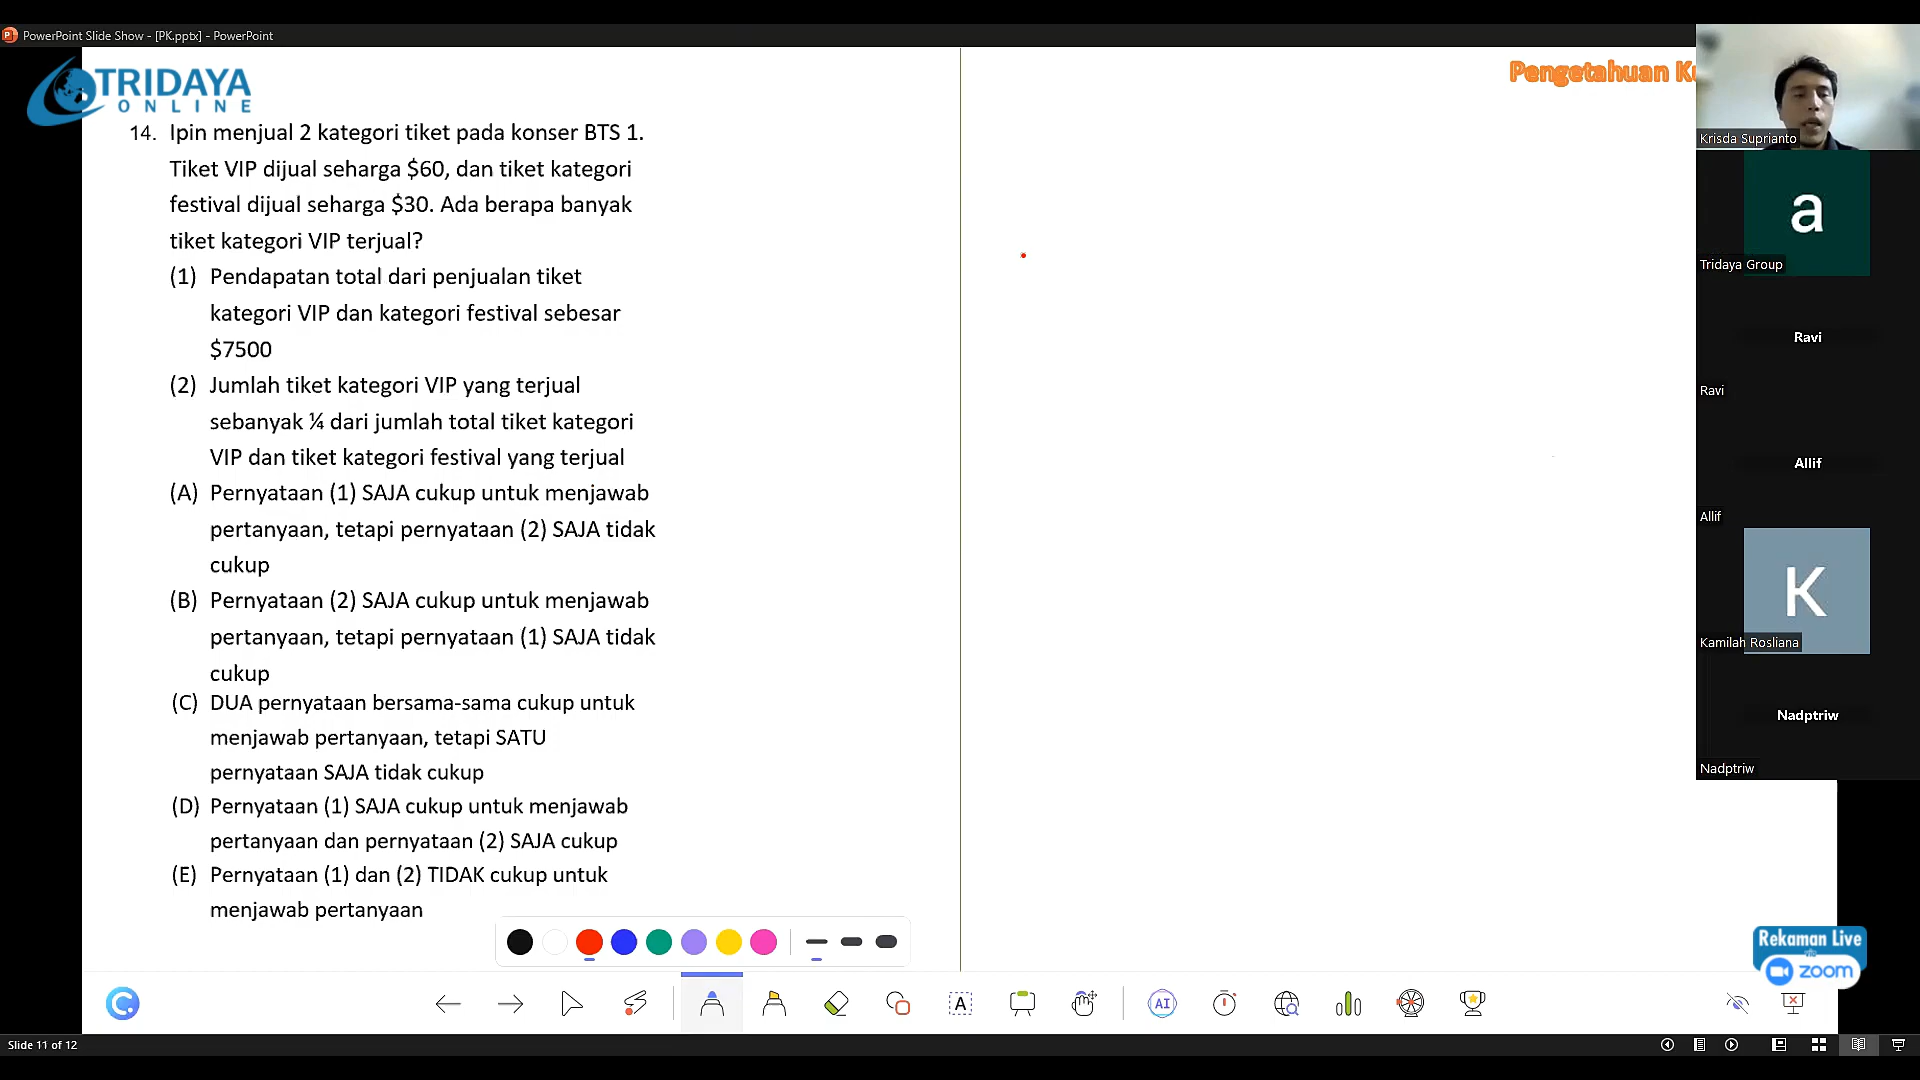 PowerPoint Slide Show - [PK.pptx] - PowerPoint
TRIDAYA
ONLINE
Pengetahuan
14. Ipin menjual 2 kategori tiket pada konser BTS 1.
Tiket VIP dijual seharga $60, dan tiket kategori
festival dijual seharga $30. Ada berapa banyak
tiket kategori VIP terjual?
(1) Pendapatan total dari penjualan tiket
kategori VIP dan kategori festival sebesar
$7500
(2) Jumlah tiket kategori VIP yang terjual
sebanyak ¼ dari jumlah total tiket kategori
VIP dan tiket kategori festival yang terjual
(A) Pernyataan (1) SAJA cukup untuk menjawab
pertanyaan, tetapi pernyataan (2) SAJA tidak
cukup
(B) Pernyataan (2) SAJA cukup untuk menjawab
pertanyaan, tetapi pernyataan (1) SAJA tidak
cukup
(C) DUA pernyataan bersama-sama cukup untuk
menjawab pertanyaan, tetapi SATU
pernyataan SAJA tidak cukup
(D) Pernyataan (1) SAJA cukup untuk menjawab
pertanyaan dan pernyataan (2) SAJA cukup
(E) Pernyataan (1) dan (2) TIDAK cukup untuk
menjawab pertanyaan
Krisda Suprianto
a
Tridaya Group
Ravi
Ravi
Allif
Allif
K
Kamilah Rosliana
Nadptriw
Nadptriw
Rekaman Live
via
zoom
A
AI
Slide 11 of 12